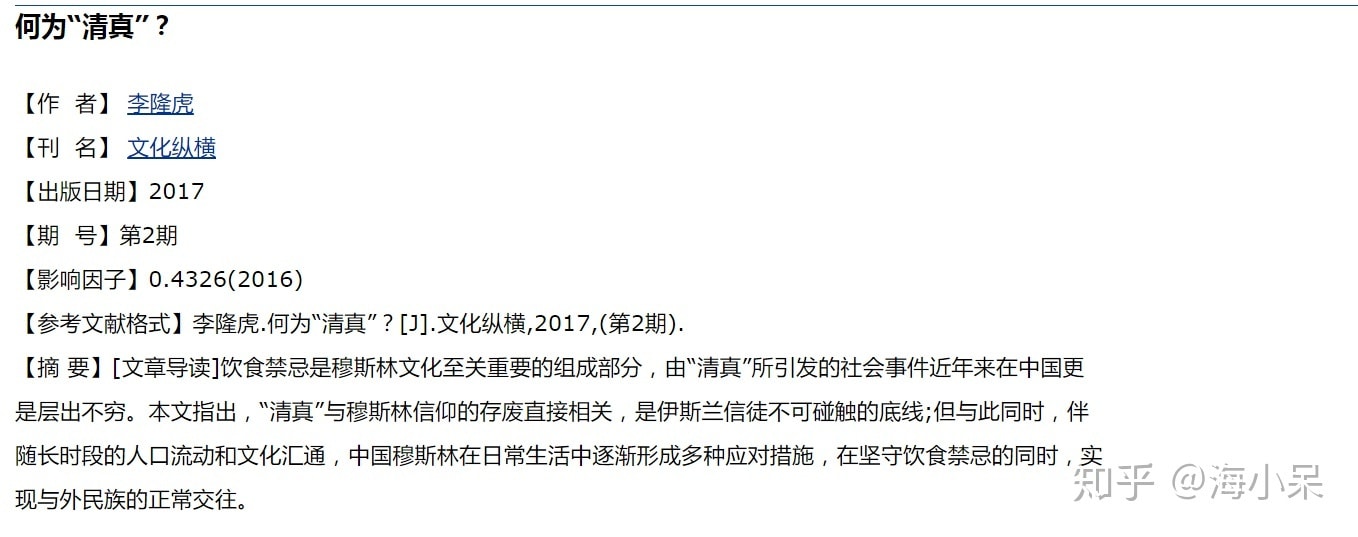 何为“清真”？
【作 者】 李隆虎
【刊 名】 文化纵横
【出版日期】2017
【期 号】第2期
【影响因子】0.4326(2016)
【参考文献格式】李隆虎.何为“清真”？[J].文化纵横,2017,(第2期).
【摘 要】[文章导读]饮食禁忌是穆斯林文化至关重要的组成部分，由“清真”所引发的社会事件近年来在中国更
是层出不穷。本文指出，“清真”与穆斯林信仰的存废直接相关，是伊斯兰信徒不可碰触的底线;但与此同时，伴
随长时段的人口流动和文化汇通，中国穆斯林在日常生活中逐渐形成多种应对措施，在坚守饮食禁忌的同时，实
现与外民族的正常交往。
知乎 @海小呆